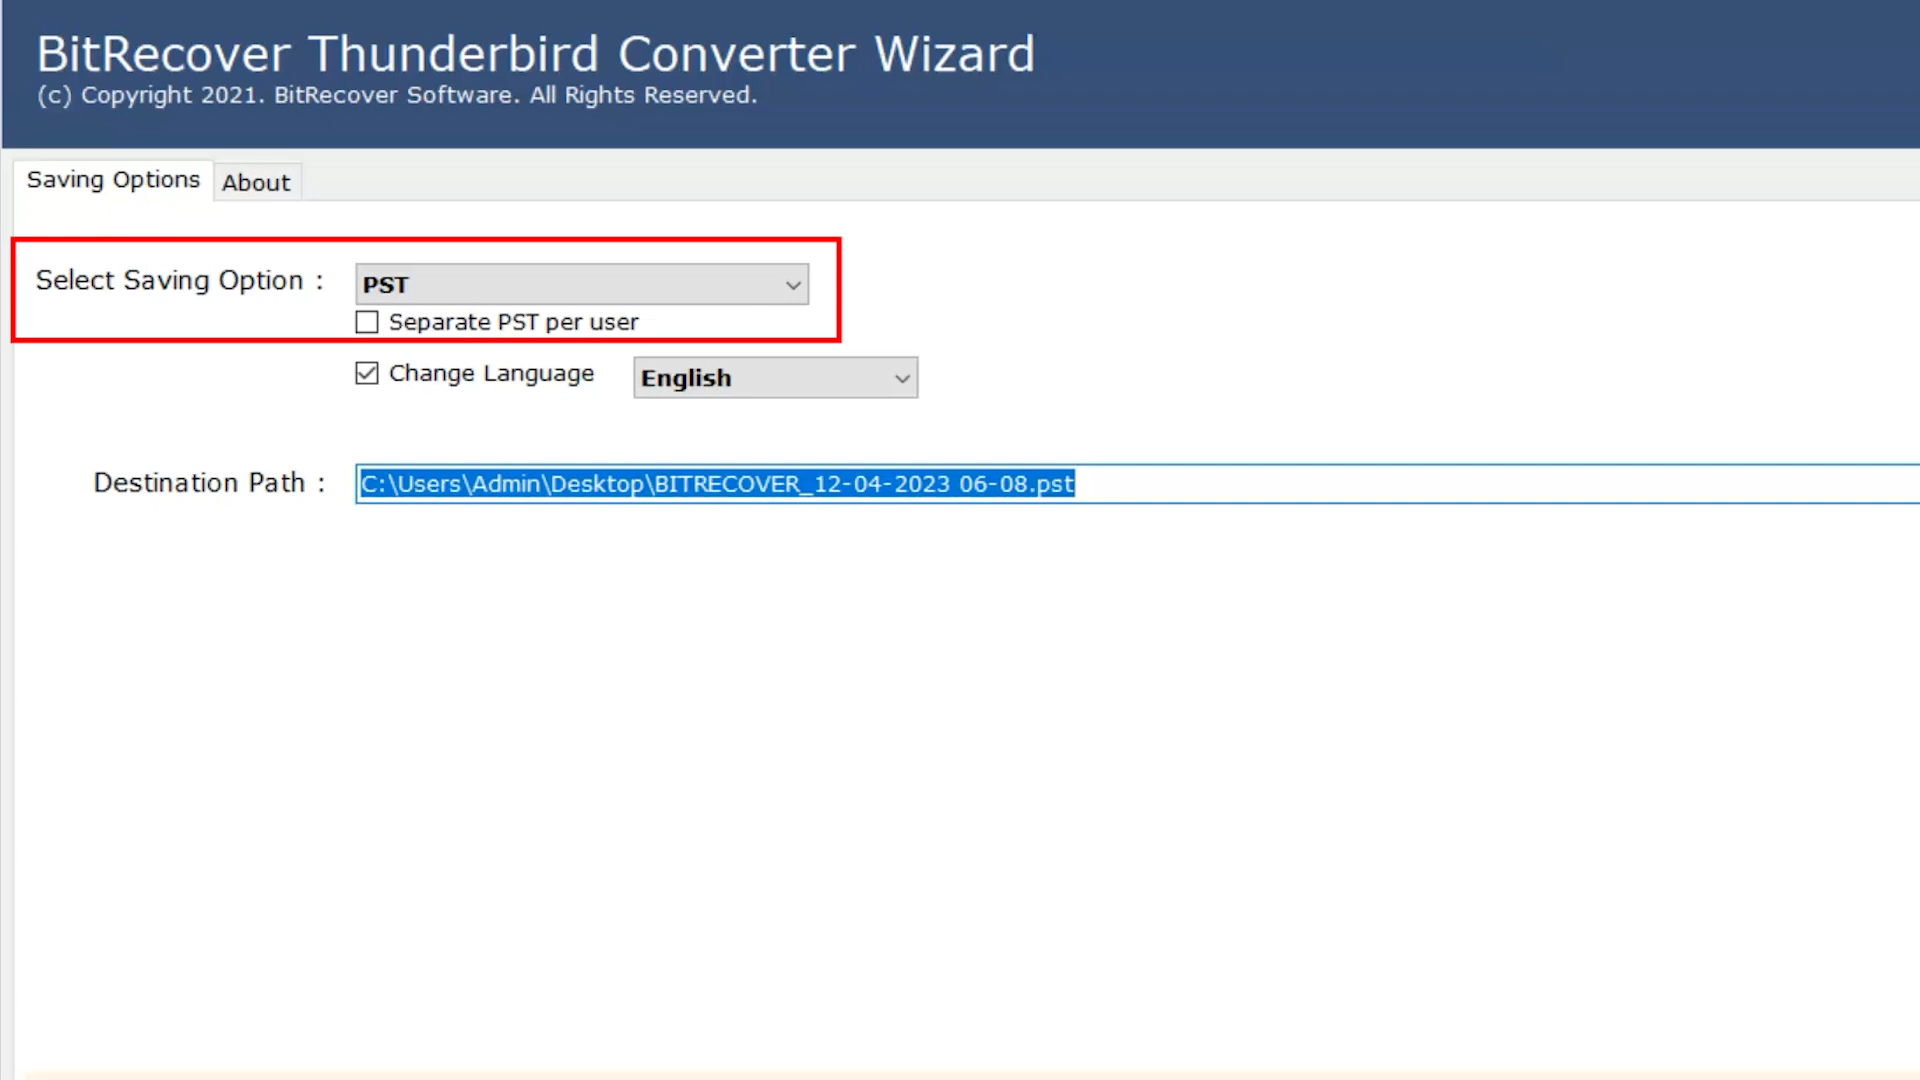 BitRecover Thunderbird Converter Wizard
(c) Copyright 2021. BitRecover Software. All Rights Reserved.
Saving Options About
Select Saving Option : PST
Separate PST per user
Change Language English
Destination Path : C:\Users\Admin\Desktop\BITRECOVER_12-04-2023 06-08.pst